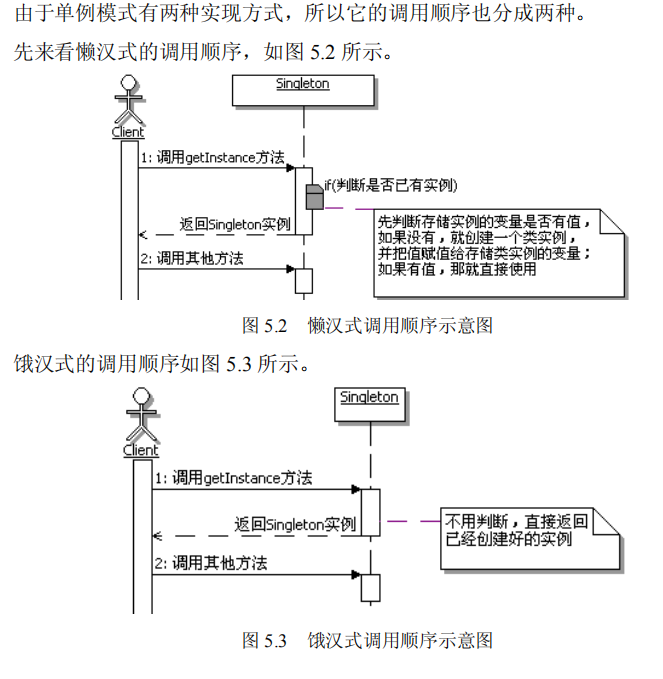 由于单例模式有两种实现方式，所以它的调用顺序也分成两种。
先来看懒汉式的调用顺序，如图 5.2 所示。
Singleton
Client
1: 调用getInstance方法
if(判断是否已有实例)
返回Singleton实例
先判断存储实例的变量是否有值，
如果没有，就创建一个类实例，
并把值赋值给存储类实例的变量；
如果有值，那就直接使用
2: 调用其他方法
图 5.2 懒汉式调用顺序示意图
饿汉式的调用顺序如图 5.3 所示。
Singleton
Client
1: 调用getInstance方法
返回Singleton实例
不用判断，直接返回
已经创建好的实例
2: 调用其他方法
图 5.3 饿汉式调用顺序示意图